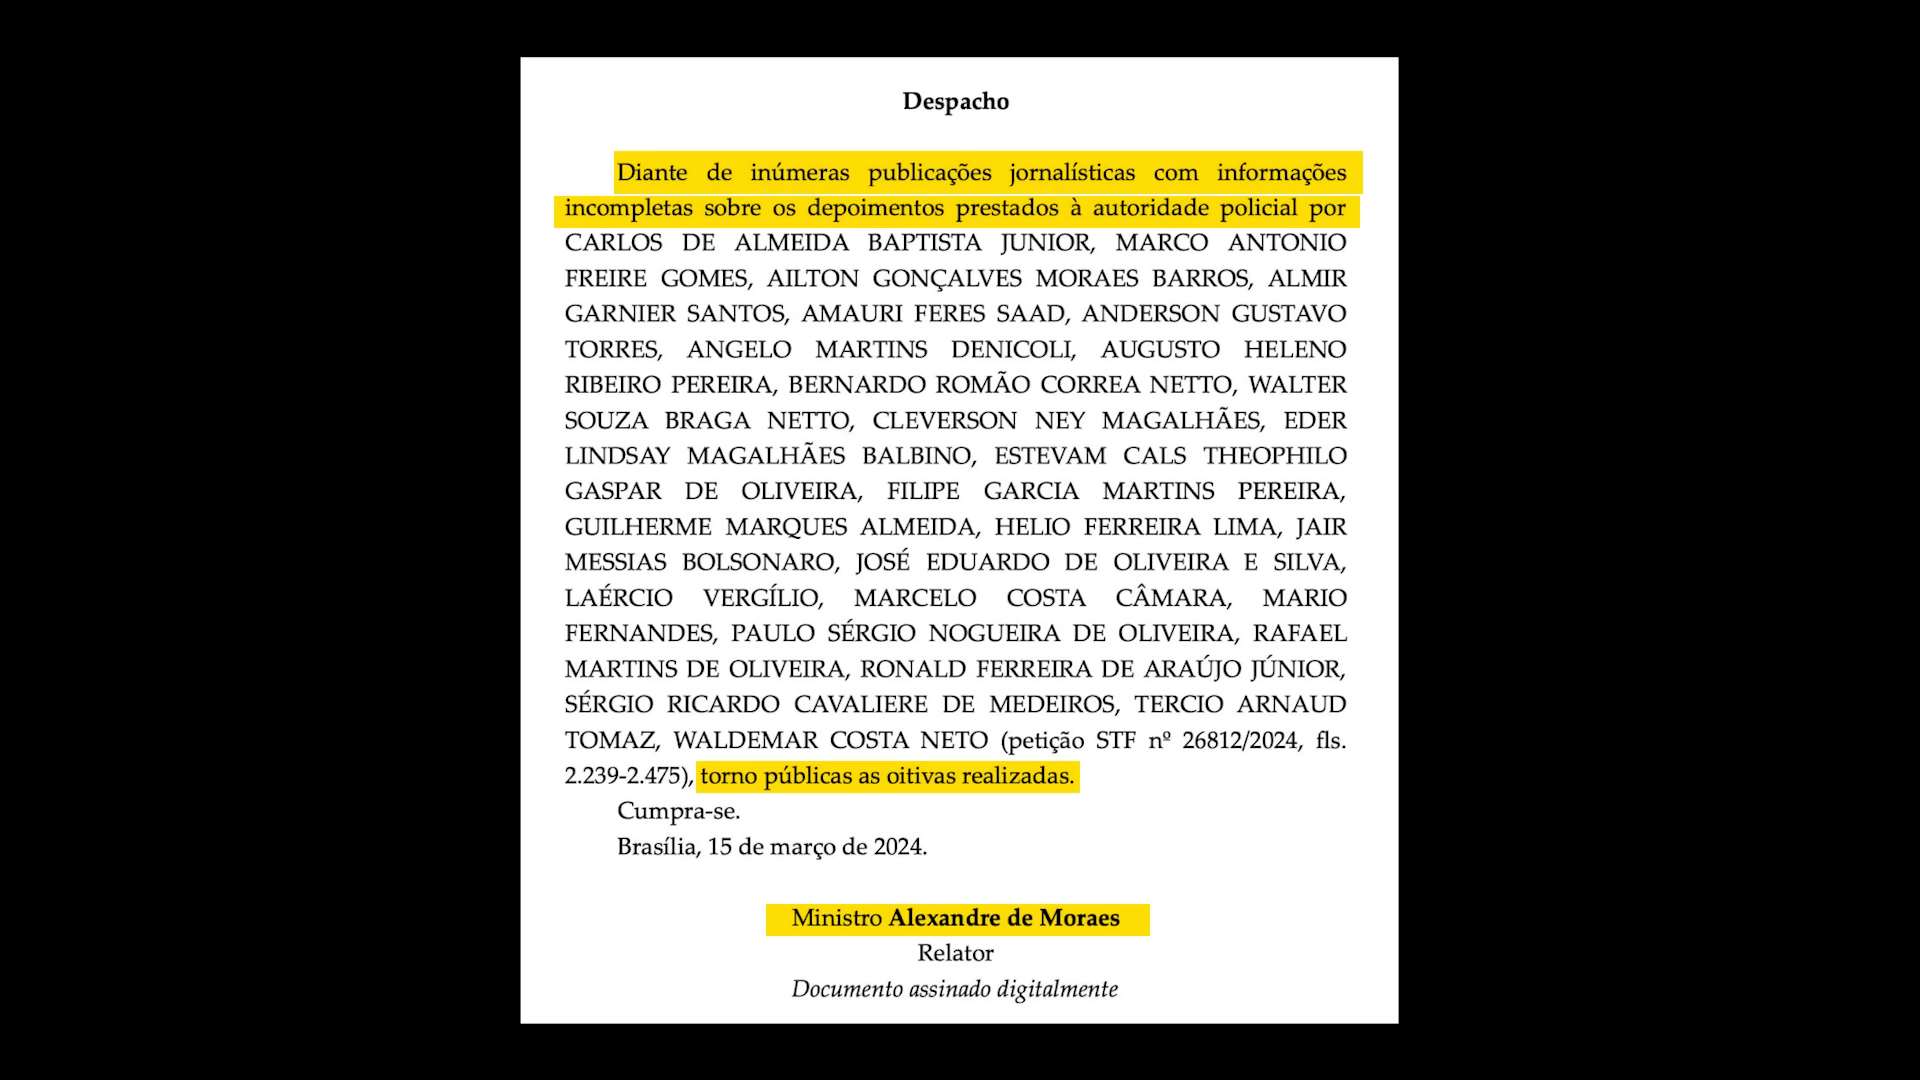 Despacho
Diante de inúmeras publicações jornalísticas com informações
incompletas sobre os depoimentos prestados à autoridade policial por
CARLOS DE ALMEIDA BAPTISTA JUNIOR, MARCO ANTONIO
FREIRE GOMES, AILTON GONÇALVES MORAES BARROS, ALMIR
GARNIER SANTOS, AMAURI FERES SAAD, ANDERSON GUSTAVO
TORRES, ANGELO MARTINS DENICOLI, AUGUSTO HELENO
RIBEIRO PEREIRA, BERNARDO ROMÃO CORREA NETTO, WALTER
SOUZA BRAGA NETTO, CLEVERSON NEY MAGALHÃES, EDER
LINDSAY MAGALHÃES BALBINO, ESTEVAM CALS THEOPHILO
GASPAR DE OLIVEIRA, FILIPE GARCIA MARTINS PEREIRA,
GUILHERME MARQUES ALMEIDA, HELIO FERREIRA LIMA, JAIR
MESSIAS BOLSONARO, JOSÉ EDUARDO DE OLIVEIRA E SILVA,
LAÉRCIO VERGÍLIO, MARCELO COSTA CÂMARA, MARIO
FERNANDES, PAULO SÉRGIO NOGUEIRA DE OLIVEIRA, RAFAEL
MARTINS DE OLIVEIRA, RONALD FERREIRA DE ARAÚJO JÚNIOR,
SÉRGIO RICARDO CAVALIERE DE MEDEIROS, TERCIO ARNAUD
TOMAZ, WALDEMAR COSTA NETO (petição STF nº 26812/2024, fls.
2.239-2.475), torno públicas as oitivas realizadas.
Cumpra-se.
Brasília, 15 de março de 2024.
Ministro Alexandre de Moraes
Relator
Documento assinado digitalmente